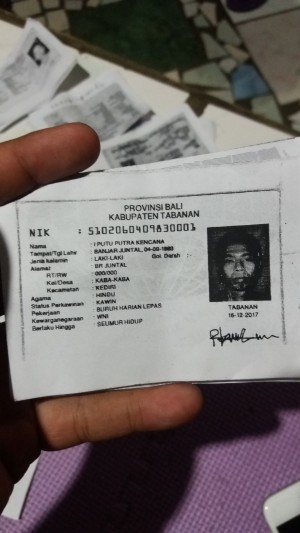 PROVINSI BALI
KABUPATEN TABANAN
NIK : 5102060409830001
Nama : I PUTU PUTRA KENCANA
Tempat/Tgl Lahir : BANJAR JUNTAL, 04-09-1983
Jenis kelamin : LAKI-LAKI Gol Darah :-
Alamat : BR JUNTAL
RT/RW : 000/000
Kel/Desa : KABA-KABA
Kecamatan : KEDIRI
Agama : HINDU
Status Perkawinan : KAWIN
Pekerjaan : BURUH HARIAN LEPAS
Kewarganegaraan : WNI
Berlaku Hingga : SEUMUR HIDUP
TABANAN
16-12-2017